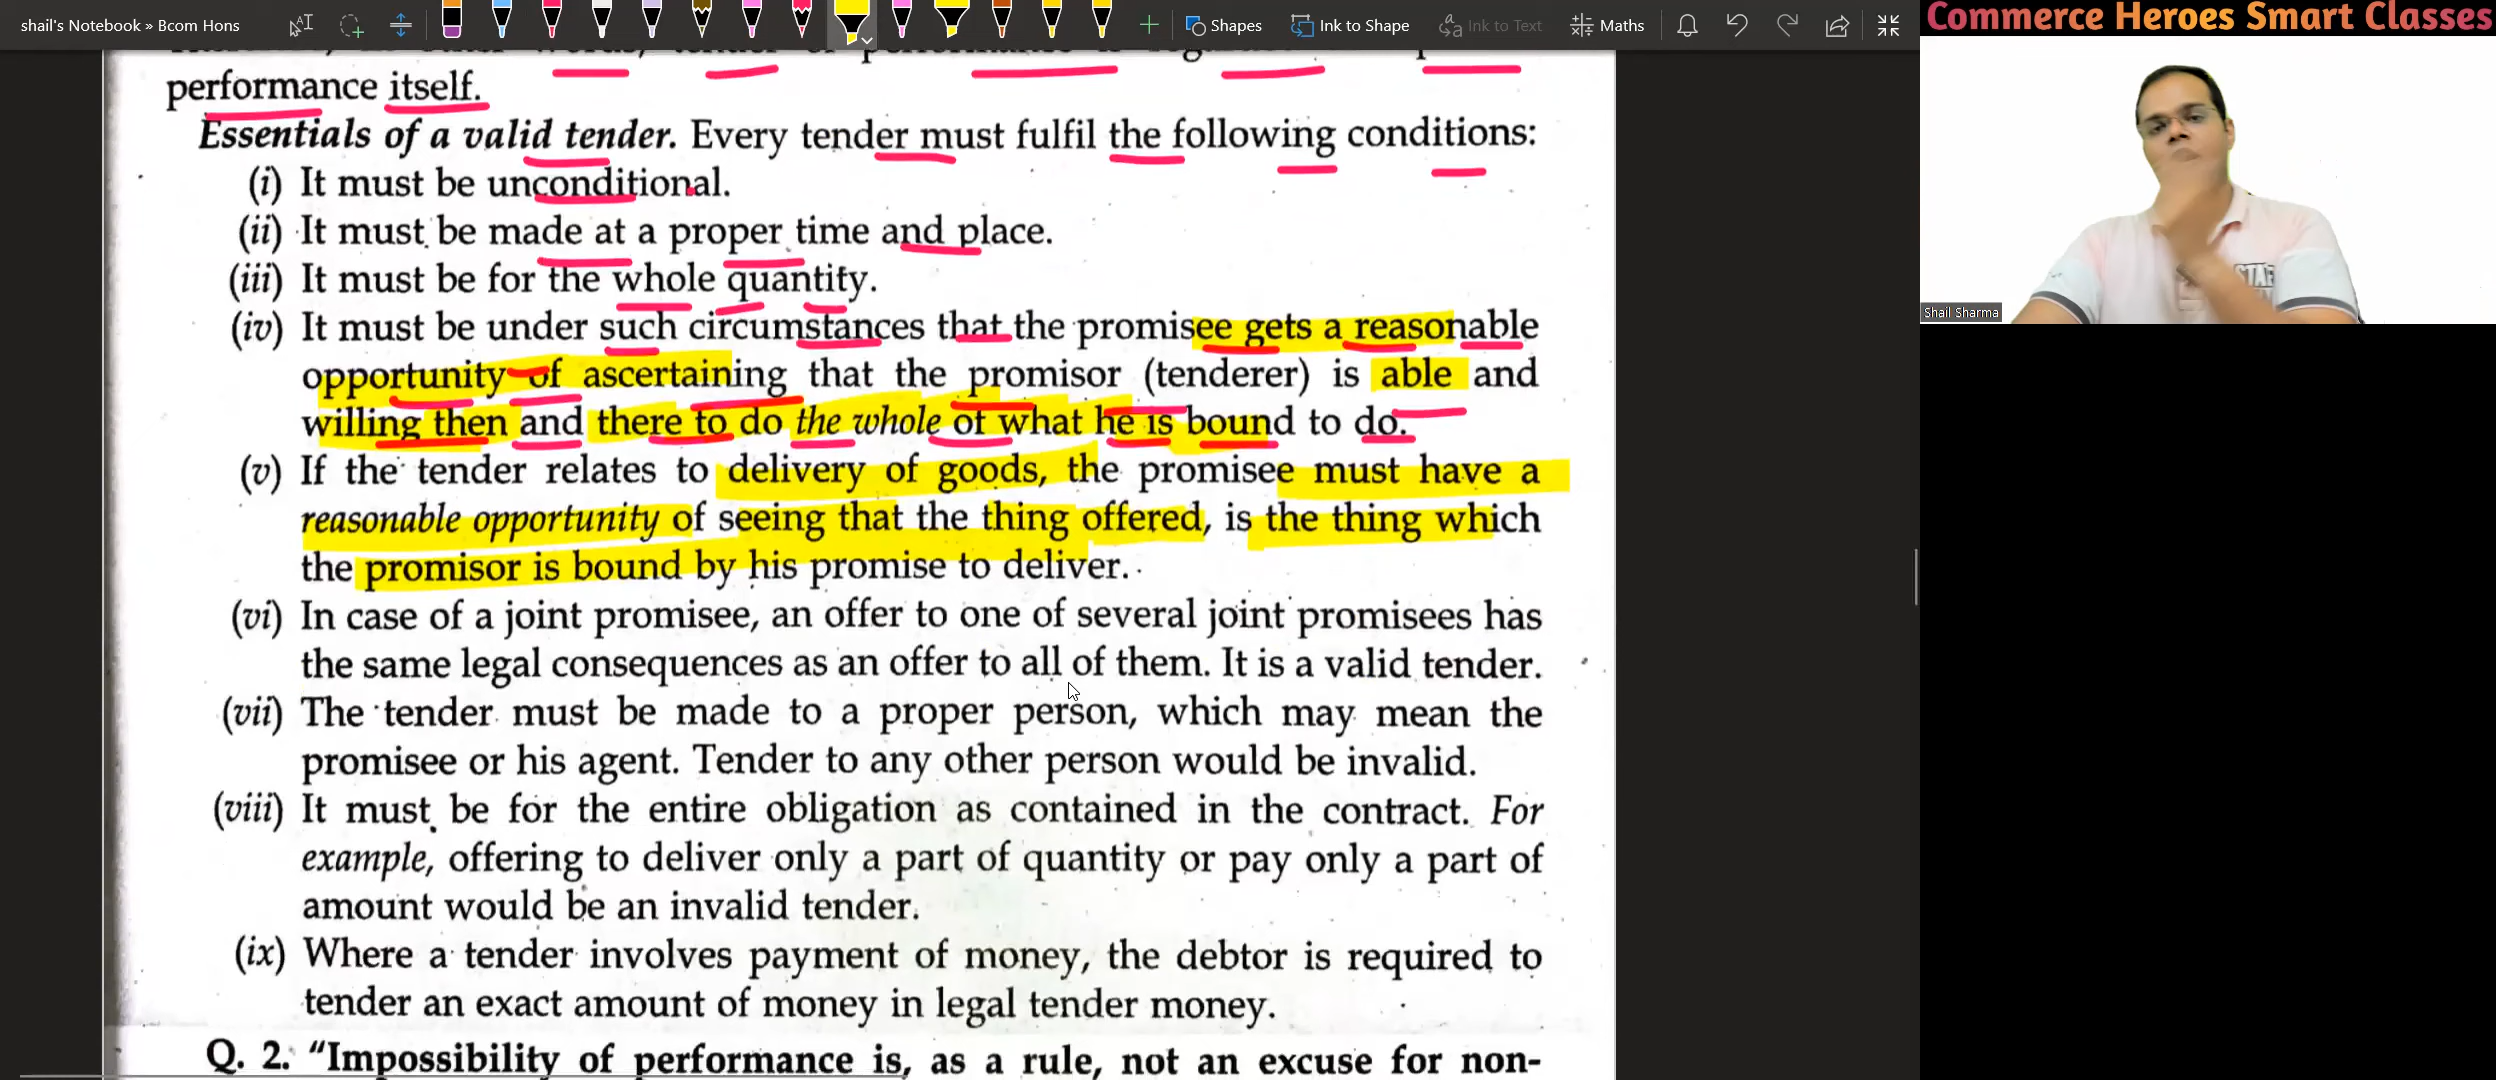 shail's Notebook » Bcom Hons
Shapes
Ink to Shape
Ink to Text
Maths
Commerce Heroes Smart Classes
performance itself.
Essentials of a valid tender. Every tender must fulfil the following conditions:
(i) It must be unconditional.
(ii) It must be made at a proper time and place.
(iii) It must be for the whole quantity.
(iv) It must be under such circumstances that the promisee gets a reasonable
opportunity of ascertaining that the promisor (tenderer) is able and
willing then and there to do the whole of what he is bound to do.
(v) If the tender relates to delivery of goods, the promisee must have a
reasonable opportunity of seeing that the thing offered, is the thing which
the promisor is bound by his promise to deliver.
(vi) In case of a joint promisee, an offer to one of several joint promisees has
the same legal consequences as an offer to all of them. It is a valid tender.
(vii) The tender must be made to a proper person, which may mean the
promisee or his agent. Tender to any other person would be invalid.
(viii) It must be for the entire obligation as contained in the contract. For
example, offering to deliver only a part of quantity or pay only a part of
amount would be an invalid tender.
(ix) Where a tender involves payment of money, the debtor is required to
tender an exact amount of money in legal tender money.
Q. 2. “Impossibility of performance is, as a rule, not an excuse for non-
STAF
Shail Sharma